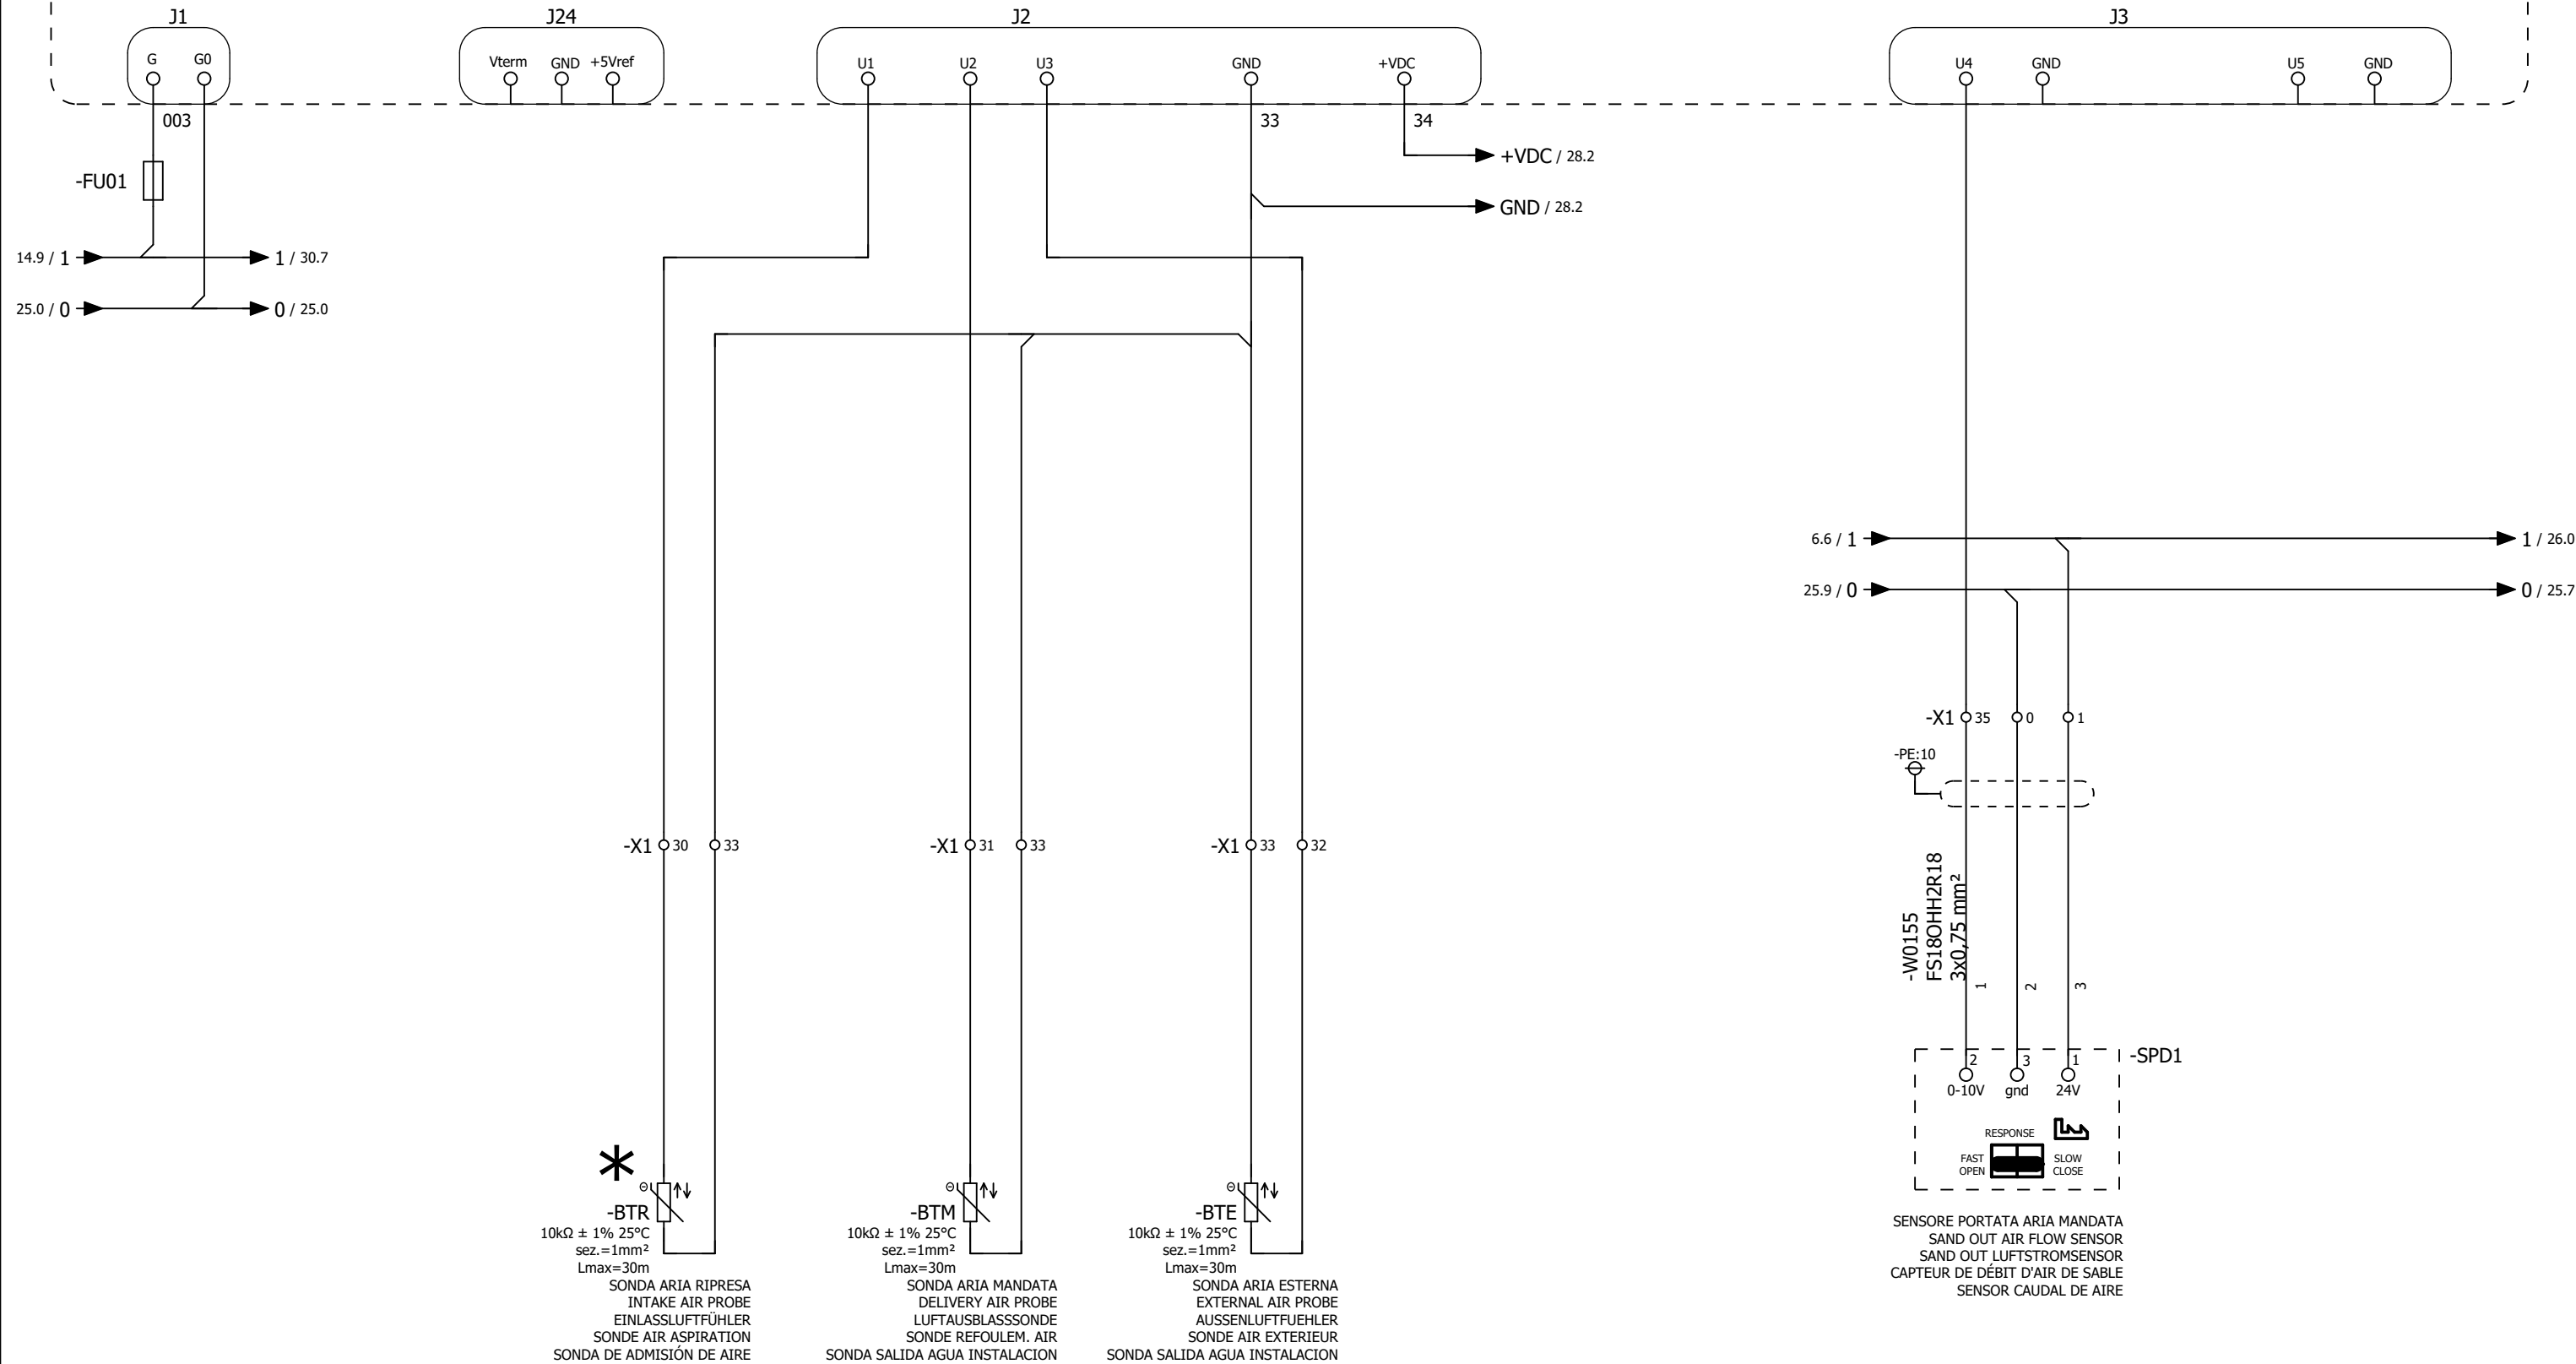 J1
J24
J2
J3
G
G0
Vterm
GND
+5Vref
U1
U2
U3
GND
+VDC
U4
GND
U5
GND
003
33
34
+VDC / 28.2
-FU01
GND / 28.2
14.9 / 1
1 / 30.7
25.0 / 0
0 / 25.0
6.6 / 1
1 / 26.0
25.9 / 0
0 / 25.7
-X1 35
0
1
-PE:10
-X1 30
33
-X1 31
33
-X1 33
32
-W0155
FS18OHH2R18
3x0,75 mm²
1
2
3
-SPD1
2
3
1
0-10V
gnd
24V
RESPONSE
FAST
OPEN
SLOW
CLOSE
*
-BTR
10kΩ ± 1% 25°C
sez.=1mm²
Lmax=30m
SONDA ARIA RIPRESA
INTAKE AIR PROBE
EINLASSLUFTFÜHLER
SONDE AIR ASPIRATION
SONDA DE ADMISIÓN DE AIRE
-BTM
10kΩ ± 1% 25°C
sez.=1mm²
Lmax=30m
SONDA ARIA MANDATA
DELIVERY AIR PROBE
LUFTAUSBLASSSONDE
SONDE REFOULEM. AIR
SONDA SALIDA AGUA INSTALACION
-BTE
10kΩ ± 1% 25°C
sez.=1mm²
Lmax=30m
SONDA ARIA ESTERNA
EXTERNAL AIR PROBE
AUSSENLUFTFUEHLER
SONDE AIR EXTERIEUR
SONDA SALIDA AGUA INSTALACION
SENSORE PORTATA ARIA MANDATA
SAND OUT AIR FLOW SENSOR
SAND OUT LUFTSTROMSENSOR
CAPTEUR DE DÉBIT D'AIR DE SABLE
SENSOR CAUDAL DE AIRE